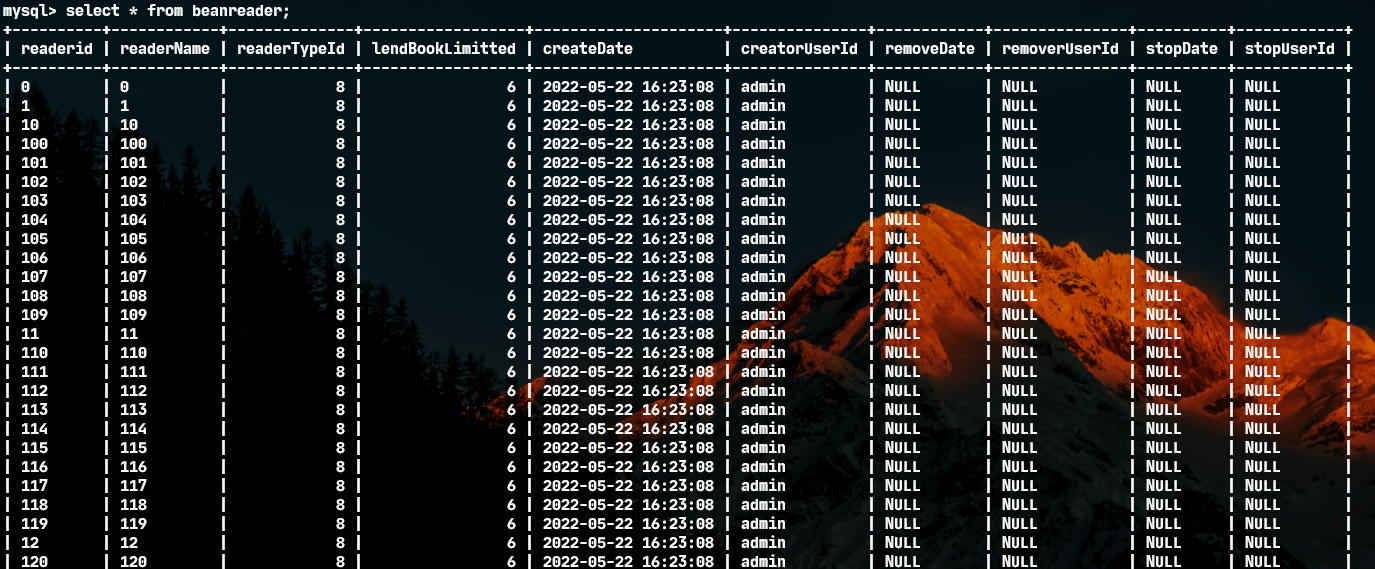 mysql> select * from beanreader;
+----------+------------+--------------+------------------+---------------------+---------------+------------+---------------+----------+------------+
| readerid | readerName | readerTypeId | lendBookLimitted | createDate          | creatorUserId | removeDate | removerUserId | stopDate | stopUserId |
+----------+------------+--------------+------------------+---------------------+---------------+------------+---------------+----------+------------+
| 0        | 0          |            8 |                6 | 2022-05-22 16:23:08 | admin         | NULL       | NULL          | NULL     | NULL       |
| 1        | 1          |            8 |                6 | 2022-05-22 16:23:08 | admin         | NULL       | NULL          | NULL     | NULL       |
| 10       | 10         |            8 |                6 | 2022-05-22 16:23:08 | admin         | NULL       | NULL          | NULL     | NULL       |
| 100      | 100        |            8 |                6 | 2022-05-22 16:23:08 | admin         | NULL       | NULL          | NULL     | NULL       |
| 101      | 101        |            8 |                6 | 2022-05-22 16:23:08 | admin         | NULL       | NULL          | NULL     | NULL       |
| 102      | 102        |            8 |                6 | 2022-05-22 16:23:08 | admin         | NULL       | NULL          | NULL     | NULL       |
| 103      | 103        |            8 |                6 | 2022-05-22 16:23:08 | admin         | NULL       | NULL          | NULL     | NULL       |
| 104      | 104        |            8 |                6 | 2022-05-22 16:23:08 | admin         | NULL       | NULL          | NULL     | NULL       |
| 105      | 105        |            8 |                6 | 2022-05-22 16:23:08 | admin         | NULL       | NULL          | NULL     | NULL       |
| 106      | 106        |            8 |                6 | 2022-05-22 16:23:08 | admin         | NULL       | NULL          | NULL     | NULL       |
| 107      | 107        |            8 |                6 | 2022-05-22 16:23:08 | admin         | NULL       | NULL          | NULL     | NULL       |
| 108      | 108        |            8 |                6 | 2022-05-22 16:23:08 | admin         | NULL       | NULL          | NULL     | NULL       |
| 109      | 109        |            8 |                6 | 2022-05-22 16:23:08 | admin         | NULL       | NULL          | NULL     | NULL       |
| 11       | 11         |            8 |                6 | 2022-05-22 16:23:08 | admin         | NULL       | NULL          | NULL     | NULL       |
| 110      | 110        |            8 |                6 | 2022-05-22 16:23:08 | admin         | NULL       | NULL          | NULL     | NULL       |
| 111      | 111        |            8 |                6 | 2022-05-22 16:23:08 | admin         | NULL       | NULL          | NULL     | NULL       |
| 112      | 112        |            8 |                6 | 2022-05-22 16:23:08 | admin         | NULL       | NULL          | NULL     | NULL       |
| 113      | 113        |            8 |                6 | 2022-05-22 16:23:08 | admin         | NULL       | NULL          | NULL     | NULL       |
| 114      | 114        |            8 |                6 | 2022-05-22 16:23:08 | admin         | NULL       | NULL          | NULL     | NULL       |
| 115      | 115        |            8 |                6 | 2022-05-22 16:23:08 | admin         | NULL       | NULL          | NULL     | NULL       |
| 116      | 116        |            8 |                6 | 2022-05-22 16:23:08 | admin         | NULL       | NULL          | NULL     | NULL       |
| 117      | 117        |            8 |                6 | 2022-05-22 16:23:08 | admin         | NULL       | NULL          | NULL     | NULL       |
| 118      | 118        |            8 |                6 | 2022-05-22 16:23:08 | admin         | NULL       | NULL          | NULL     | NULL       |
| 119      | 119        |            8 |                6 | 2022-05-22 16:23:08 | admin         | NULL       | NULL          | NULL     | NULL       |
| 12       | 12         |            8 |                6 | 2022-05-22 16:23:08 | admin         | NULL       | NULL          | NULL     | NULL       |
| 120      | 120        |            8 |                6 | 2022-05-22 16:23:08 | admin         | NULL       | NULL          | NULL     | NULL       |